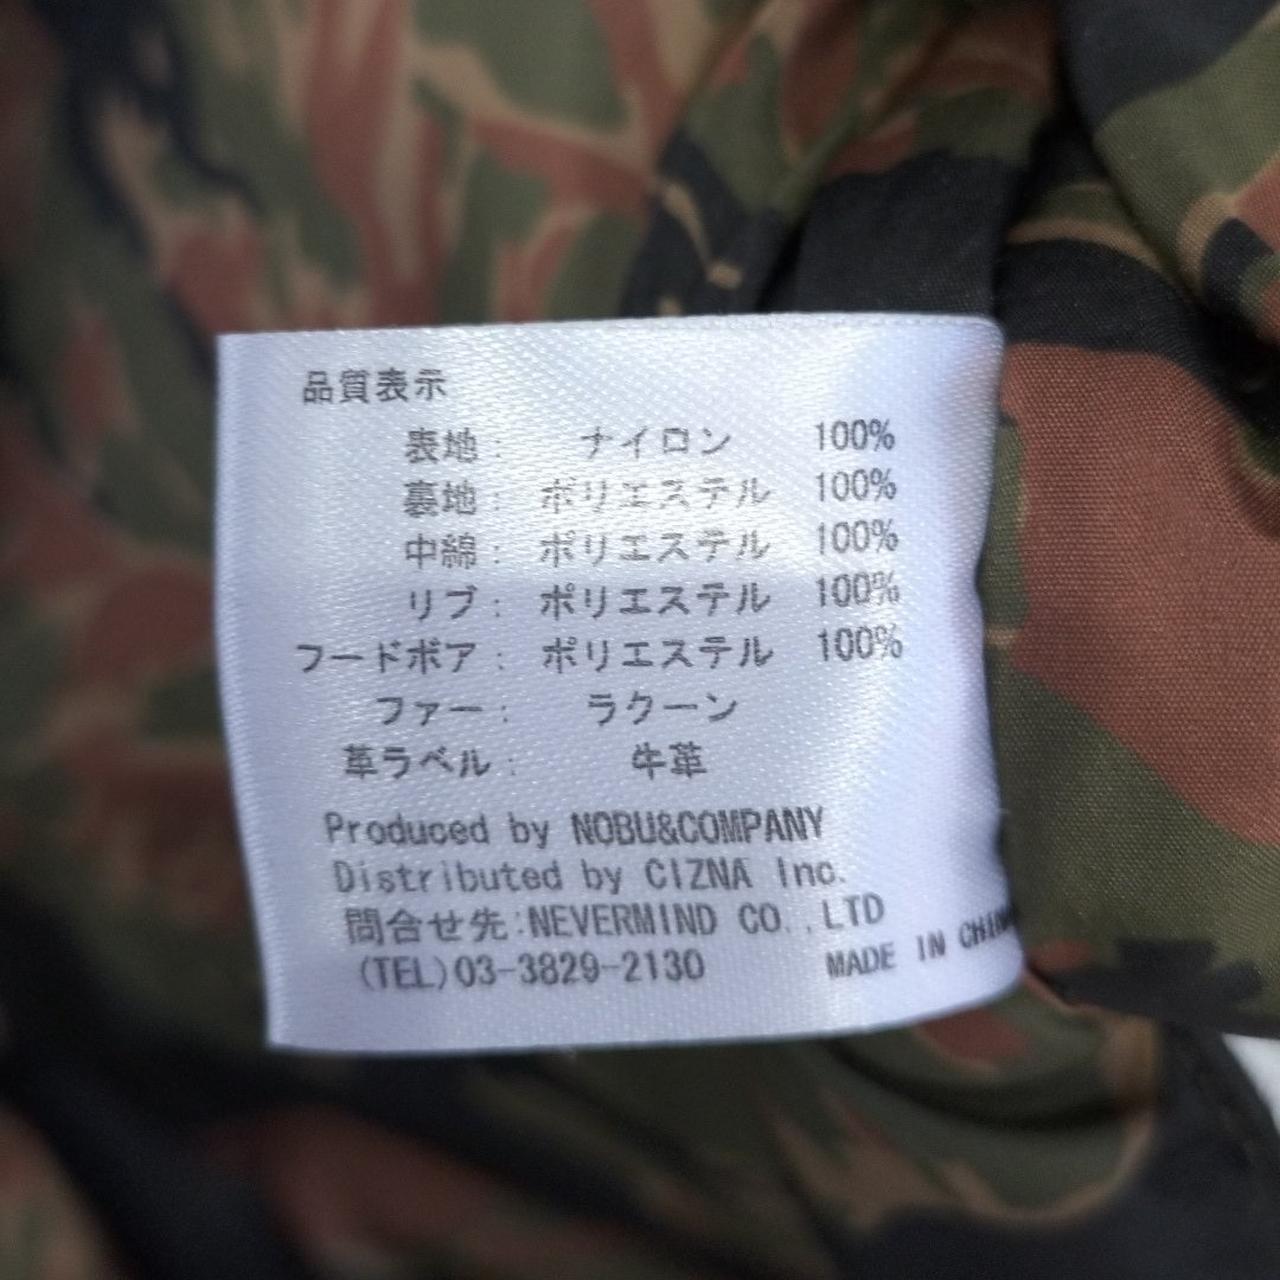 品質表示
表地: ナイロン 100%
裏地: ポリエステル 100%
中綿: ポリエステル 100%
リブ: ポリエステル 100%
フードボア: ポリエステル 100%
ファー: ラクーン
革ラベル: 牛革
Produced by NOBU&COMPANY
Distributed by CIZNA Inc.
問合せ先:NEVERMIND CO.,LTD
(TEL)03-3829-2130 MADE IN CHINA